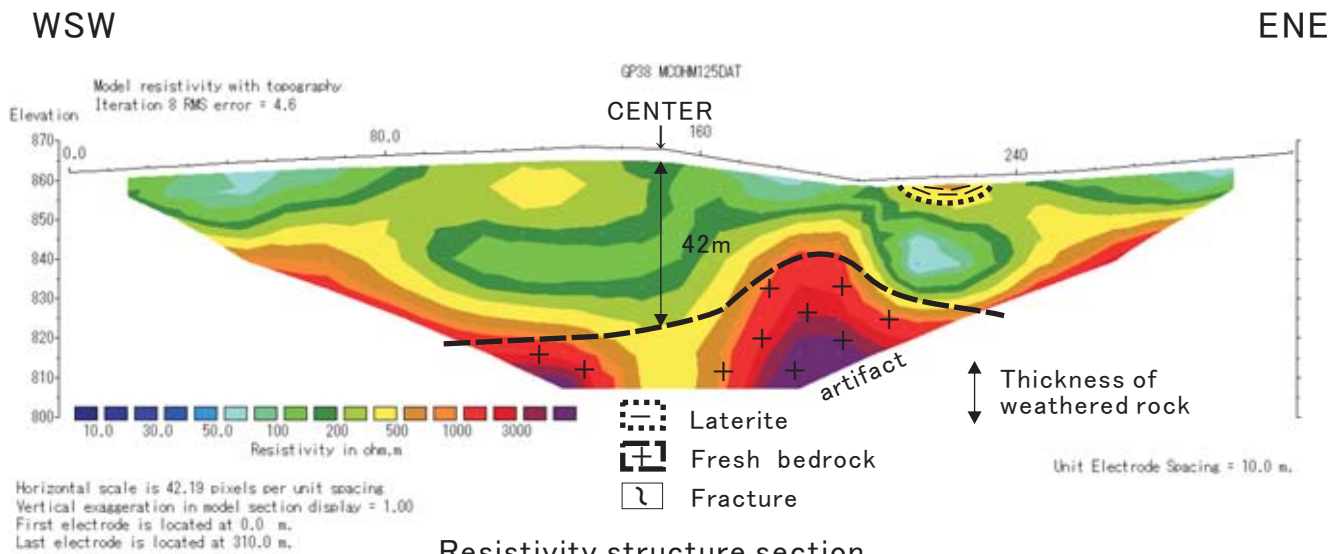 WSW
ENE
GP38 MCOHM125DAT
Model resistivity with topography
Iteration 8 RMS error = 4.6
Elevation
CENTER
870
0.0
80.0
160
240
860
850
42m
840
830
820
810
artifact
Thickness of
weathered rock
800
10.0 30.0 50.0 100 200 500 1000 3000
Resistivity in ohm.m
Laterite
Fresh bedrock
Fracture
Unit Electrode Spacing = 10.0 m.
Horizontal scale is 42.19 pixels per unit spacing
Vertical exaggeration in model section display = 1.00
First electrode is located at 0.0 m.
Last electrode is located at 310.0 m.
Resistivity structure section